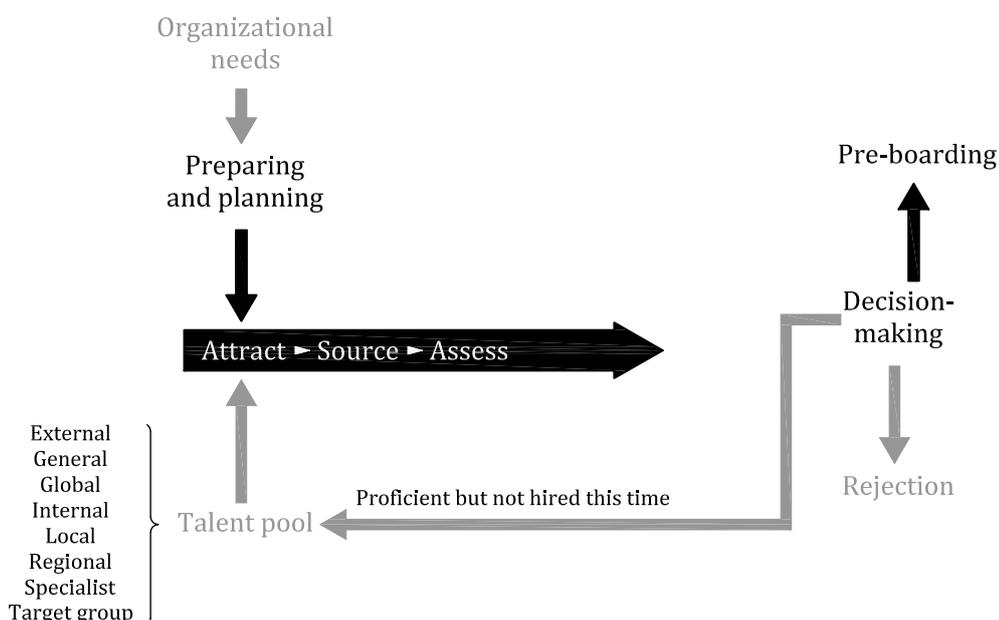 Organizational
needs
Preparing
and planning
Pre-boarding
Decision-
making
Attract ► Source ► Assess
External
General
Global
Internal
Local
Regional
Specialist
Target group
Proficient but not hired this time
Talent pool
Rejection